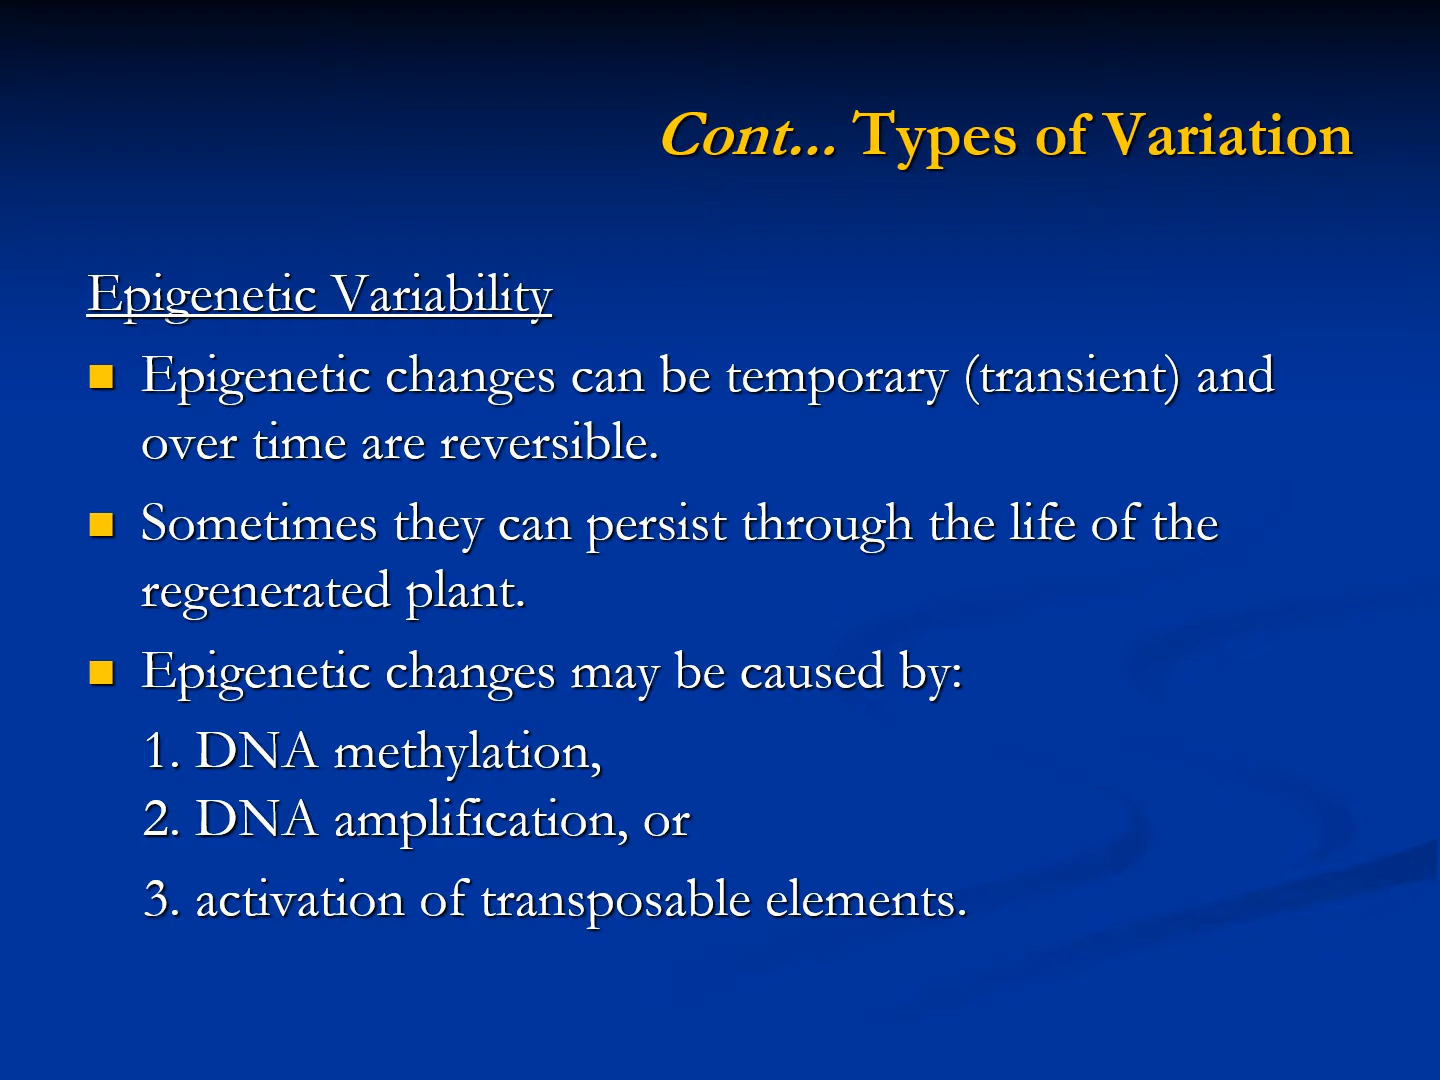 Cont... Types of Variation
Epigenetic Variability
Epigenetic changes can be temporary (transient) and
over time are reversible.
Sometimes they can persist through the life of the
regenerated plant.
Epigenetic changes may be caused by:
1. DNA methylation,
2. DNA amplification, or
3. activation of transposable elements.